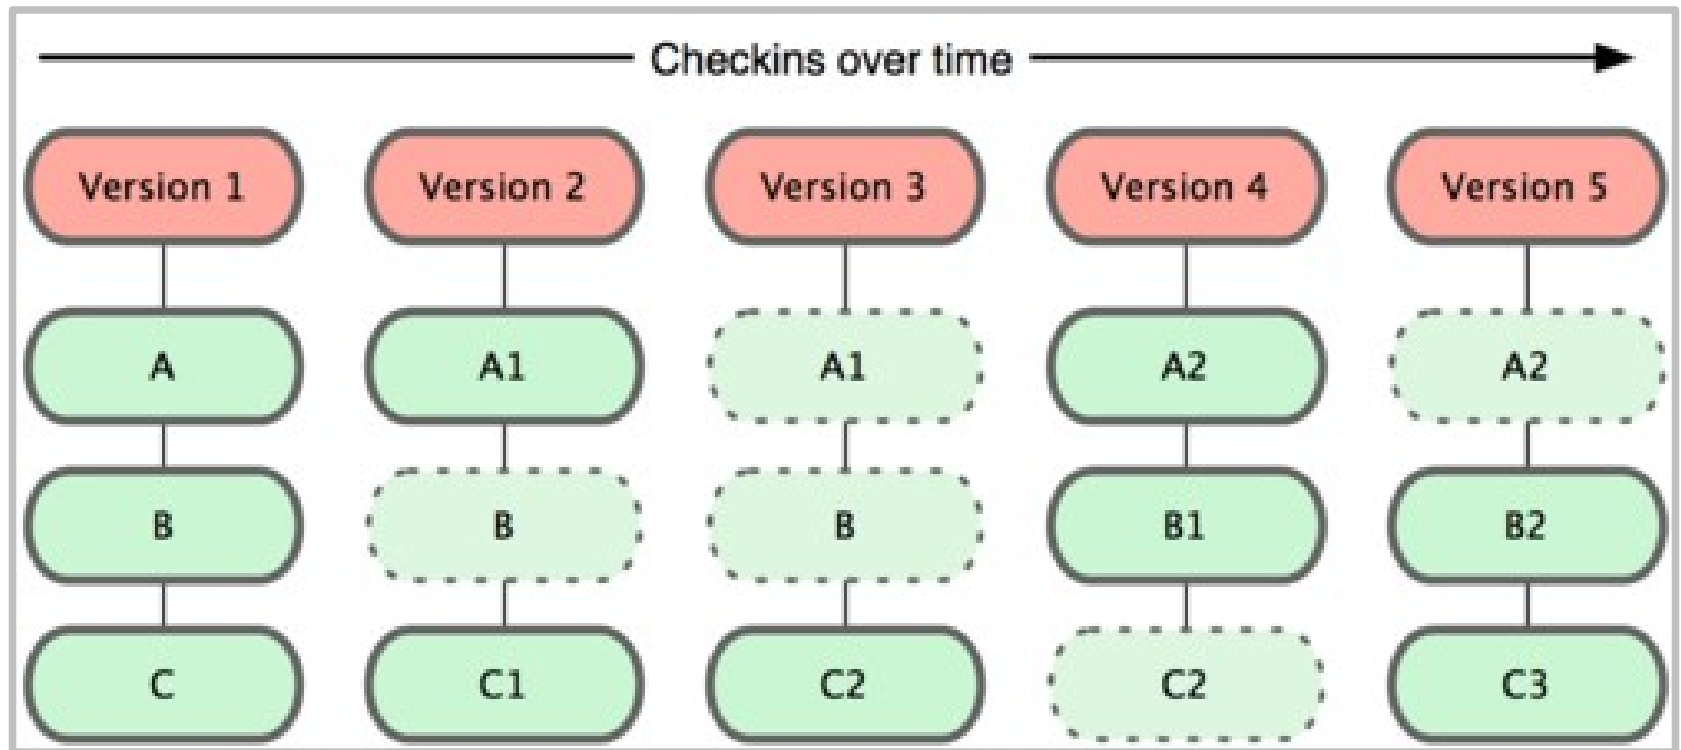 Checkins over time
Version 1 Version 2 Version 3 Version 4 Version 5
A A1 A1 A2 A2
B B B B1 B2
C C1 C2 C2 C3